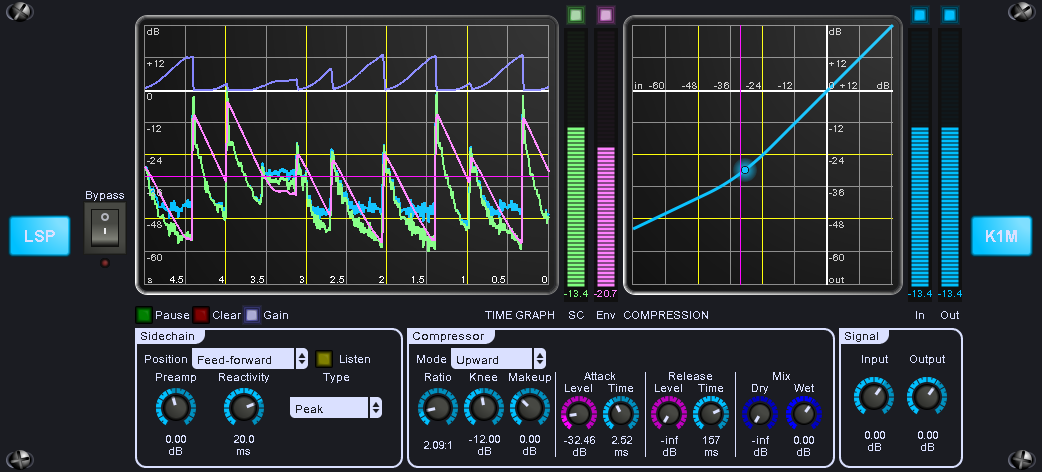 dB
+12
0
-12
-24
-36
-48
-60
s 4.5 4 3.5 3 2.5 2 1.5 1 0.5 0
dB
+12
in -60 -48 -36 -24 -12 0 +12 dB
-12
-24
-36
-48
-60
out
Bypass
LSP
K1M
-13.4 -20.7 -13.4 -13.4
Pause Clear Gain TIME GRAPH SC Env COMPRESSION In Out
Sidechain
Position Feed-forward Listen
Preamp Reactivity Type
Peak
0.00 20.0
dB ms
Compressor
Mode Upward
Ratio Knee Makeup
2.09:1 -12.00 0.00
dB dB
Attack
Level Time
-32.46 2.52
dB ms
Release
Level Time
-inf 157
dB ms
Mix
Dry Wet
-inf 0.00
dB dB
Signal
Input Output
0.00 0.00
dB dB